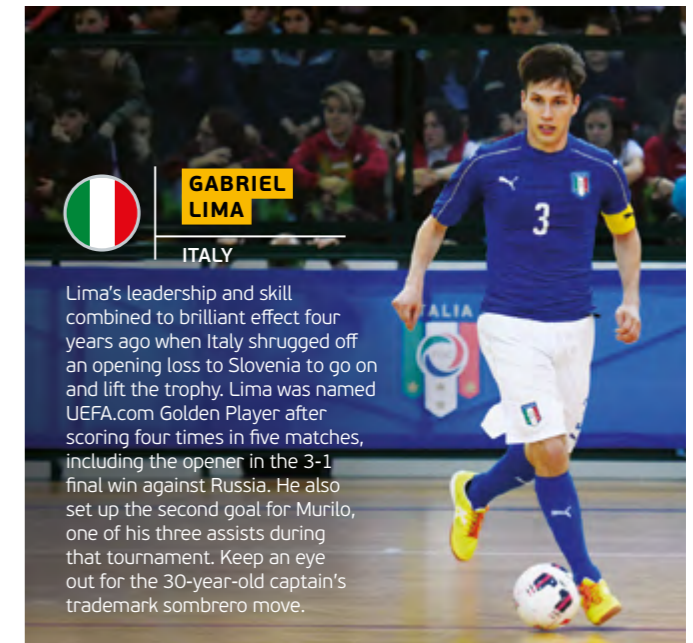 GABRIEL
LIMA
ITALY
Lima's leadership and skill
combined to brilliant effect four
years ago when Italy shrugged off
an opening loss to Slovenia to go on
and lift the trophy. Lima was named
UEFA.com Golden Player after
scoring four times in five matches,
including the opener in the 3-1
final win against Russia. He also
set up the second goal for Murilo,
one of his three assists during
that tournament. Keep an eye
out for the 30-year-old captain's
trademark sombrero move.
3
ITALIA